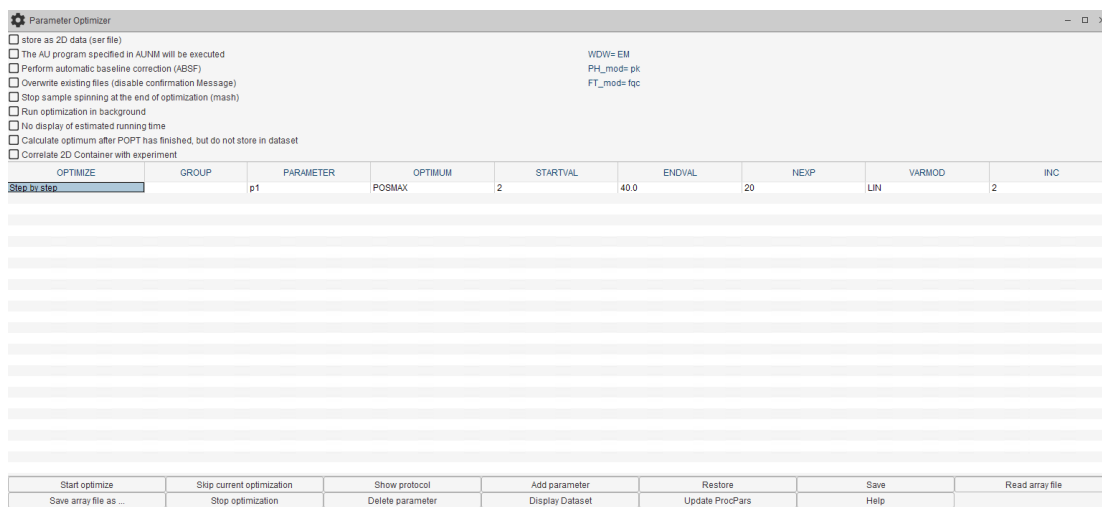 Parameter Optimizer
store as 2D data (ser file)
The AU program specified in AUNM will be executed
WDW= EM
Perform automatic baseline correction (ABSF)
PH_mod= pk
Overwrite existing files (disable confirmation Message)
FT_mod= fqc
Stop sample spinning at the end of optimization (mash)
Run optimization in background
No display of estimated running time
Calculate optimum after POPT has finished, but do not store in dataset
Correlate 2D Container with experiment
OPTIMIZE GROUP PARAMETER OPTIMUM STARTVAL ENDVAL NEXP VARMOD INC
Step by step p1 POSMAX 2 40.0 20 LIN 2
Start optimize Skip current optimization Show protocol Add parameter Restore Save Read array file
Save array file as ... Stop optimization Delete parameter Display Dataset Update ProcPars Help